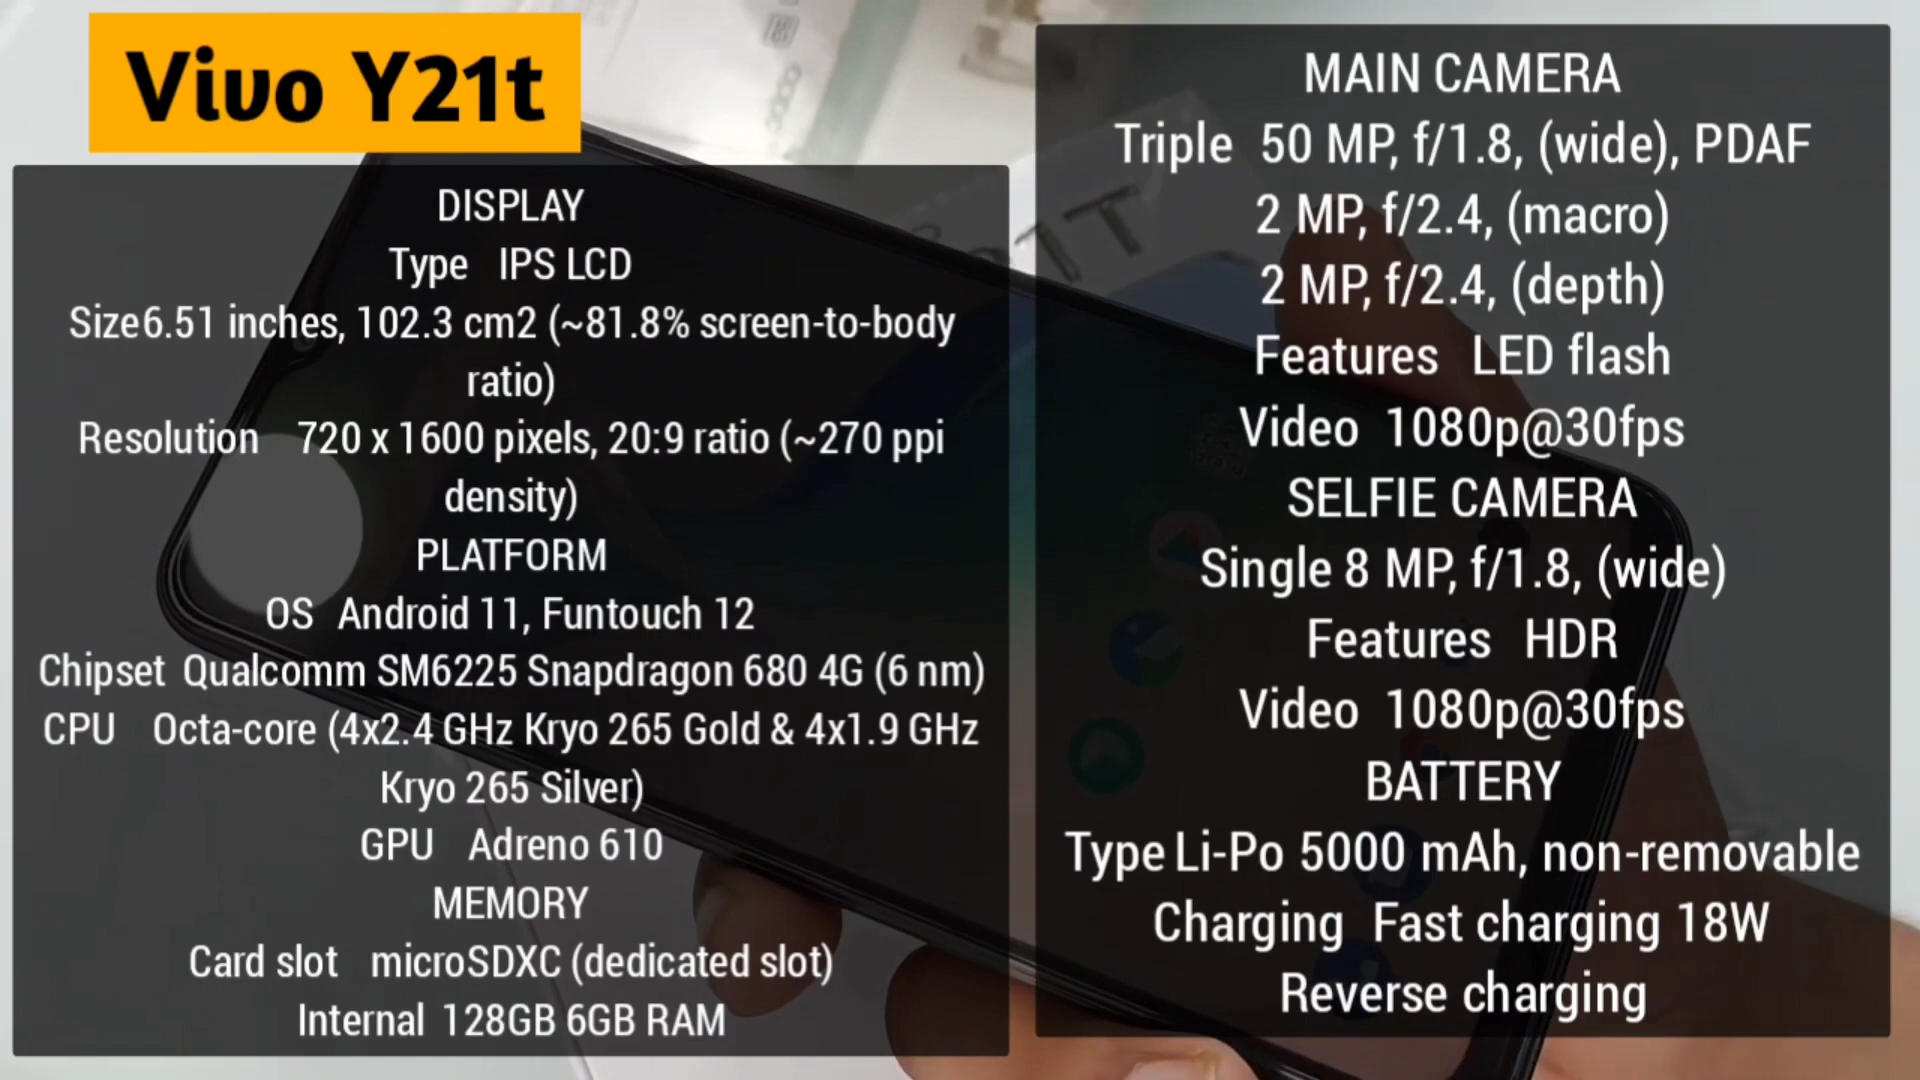 Vivo Y21t
DISPLAY
Type IPS LCD
Size6.51 inches, 102.3 cm2 (~81.8% screen-to-body
ratio)
Resolution 720 x 1600 pixels, 20:9 ratio (~270 ppi
density)
PLATFORM
OS Android 11, Funtouch 12
Chipset Qualcomm SM6225 Snapdragon 680 4G (6 nm)
CPU Octa-core (4x2.4 GHz Kryo 265 Gold & 4x1.9 GHz
Kryo 265 Silver)
GPU Adreno 610
MEMORY
Card slot microSDXC (dedicated slot)
Internal 128GB 6GB RAM
MAIN CAMERA
Triple 50 MP, f/1.8, (wide), PDAF
2 MP, f/2.4, (macro)
2 MP, f/2.4, (depth)
Features LED flash
Video 1080p@30fps
SELFIE CAMERA
Single 8 MP, f/1.8, (wide)
Features HDR
Video 1080p@30fps
BATTERY
Type Li-Po 5000 mAh, non-removable
Charging Fast charging 18W
Reverse charging